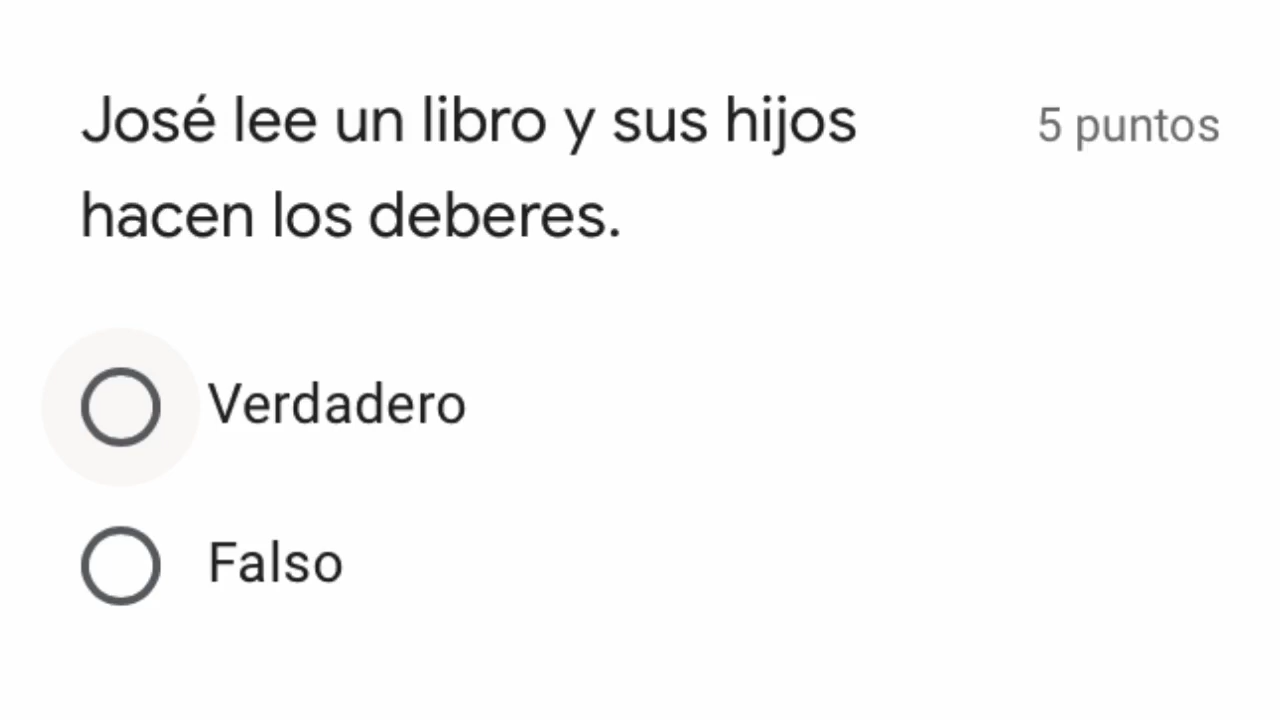 José lee un libro y sus hijos
5 puntos
hacen los deberes.
Verdadero
Falso